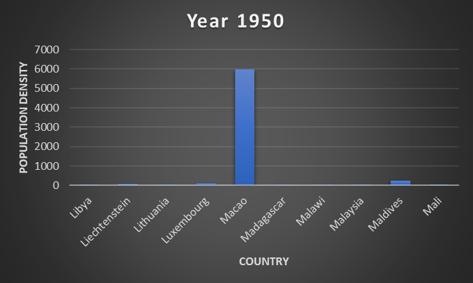 Year 1950
POPULATION DENSITY
7000
6000
5000
4000
3000
2000
1000
0
Libya
Liechtenstein
Lithuania
Luxembourg
Macao
Madagascar
Malawi
Malaysia
Maldives
Mali
COUNTRY